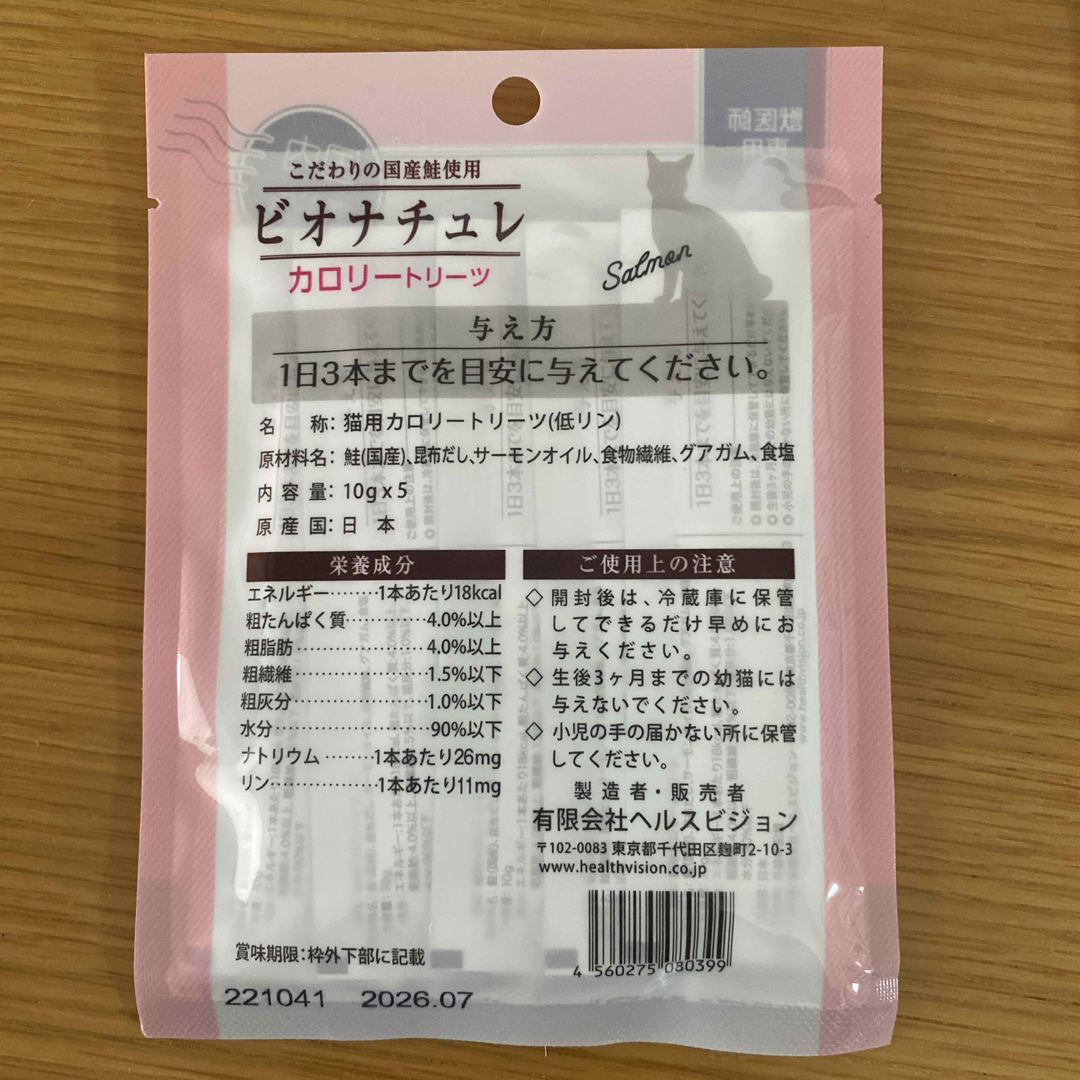 獣医師
専用
こだわりの国産鮭使用
ビオナチュレ
カロリートリーツ
Salmon
与え方
1日3本までを目安に与えてください。
名 称: 猫用カロリートリーツ(低リン)
原材料名: 鮭(国産)、昆布だし、サーモンオイル、食物繊維、グアガム、食塩
内容量: 10g x 5
原産国: 日 本
栄養成分
エネルギー‥‥‥‥1本あたり18kcal
粗たんぱく質‥‥‥‥‥‥4.0%以上
粗脂肪‥‥‥‥‥‥‥‥‥4.0%以上
粗繊維‥‥‥‥‥‥‥‥‥1.5%以下
粗灰分‥‥‥‥‥‥‥‥‥1.0%以下
水分‥‥‥‥‥‥‥‥‥‥90%以下
ナトリウム‥‥‥1本あたり26mg
リン‥‥‥‥‥‥1本あたり11mg
ご使用上の注意
◇ 開封後は、冷蔵庫に保管
してできるだけ早めにお
与えください。
◇ 生後3ヶ月までの幼猫には
与えないでください。
◇ 小児の手の届かない所に保管
してください。
製造者・販売者
有限会社ヘルスビジョン
〒102-0083 東京都千代田区麹町2-10-3
www.healthvision.co.jp
4 560275 080399
賞味期限:枠外下部に記載
221041 2026.07